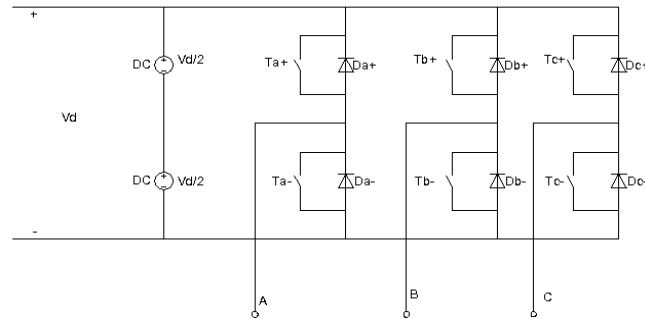 +
DC Vd/2
Ta+ Da+
Tb+ Db+
Tc+ Dc+
Vd
DC Vd/2
Ta- Da-
Tb- Db-
Tc- Dc-
-
A
B
C